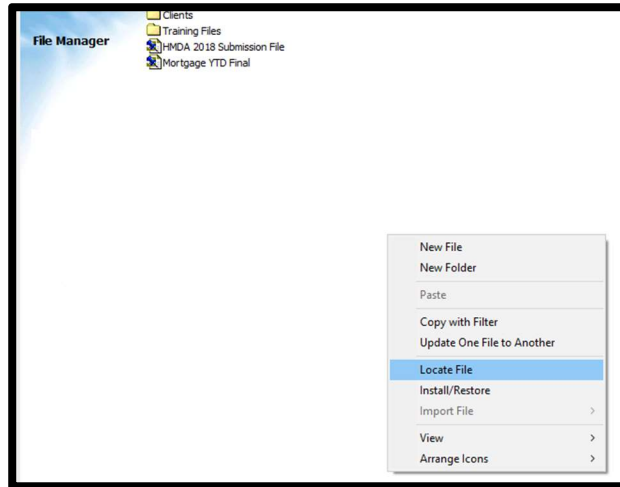 Clients
File Manager
Training Files
HMDA 2018 Submission File
Mortgage YTD Final
New File
New Folder
Paste
Copy with Filter
Update One File to Another
Locate File
Install/Restore
Import File
View
Arrange Icons